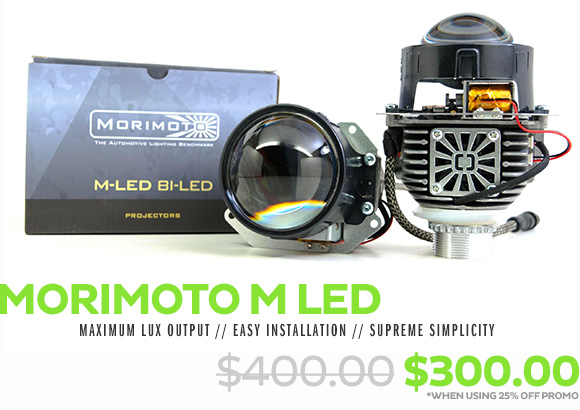 MORIMOTO
THE AUTOMOTIVE LIGHTING BENCHMARK
M-LED BI-LED
PROJECTORS
MORIMOTO M LED
MAXIMUM LUX OUTPUT // EASY INSTALLATION // SUPREME SIMPLICITY
$400.00 $300.00
*WHEN USING 25% OFF PROMO